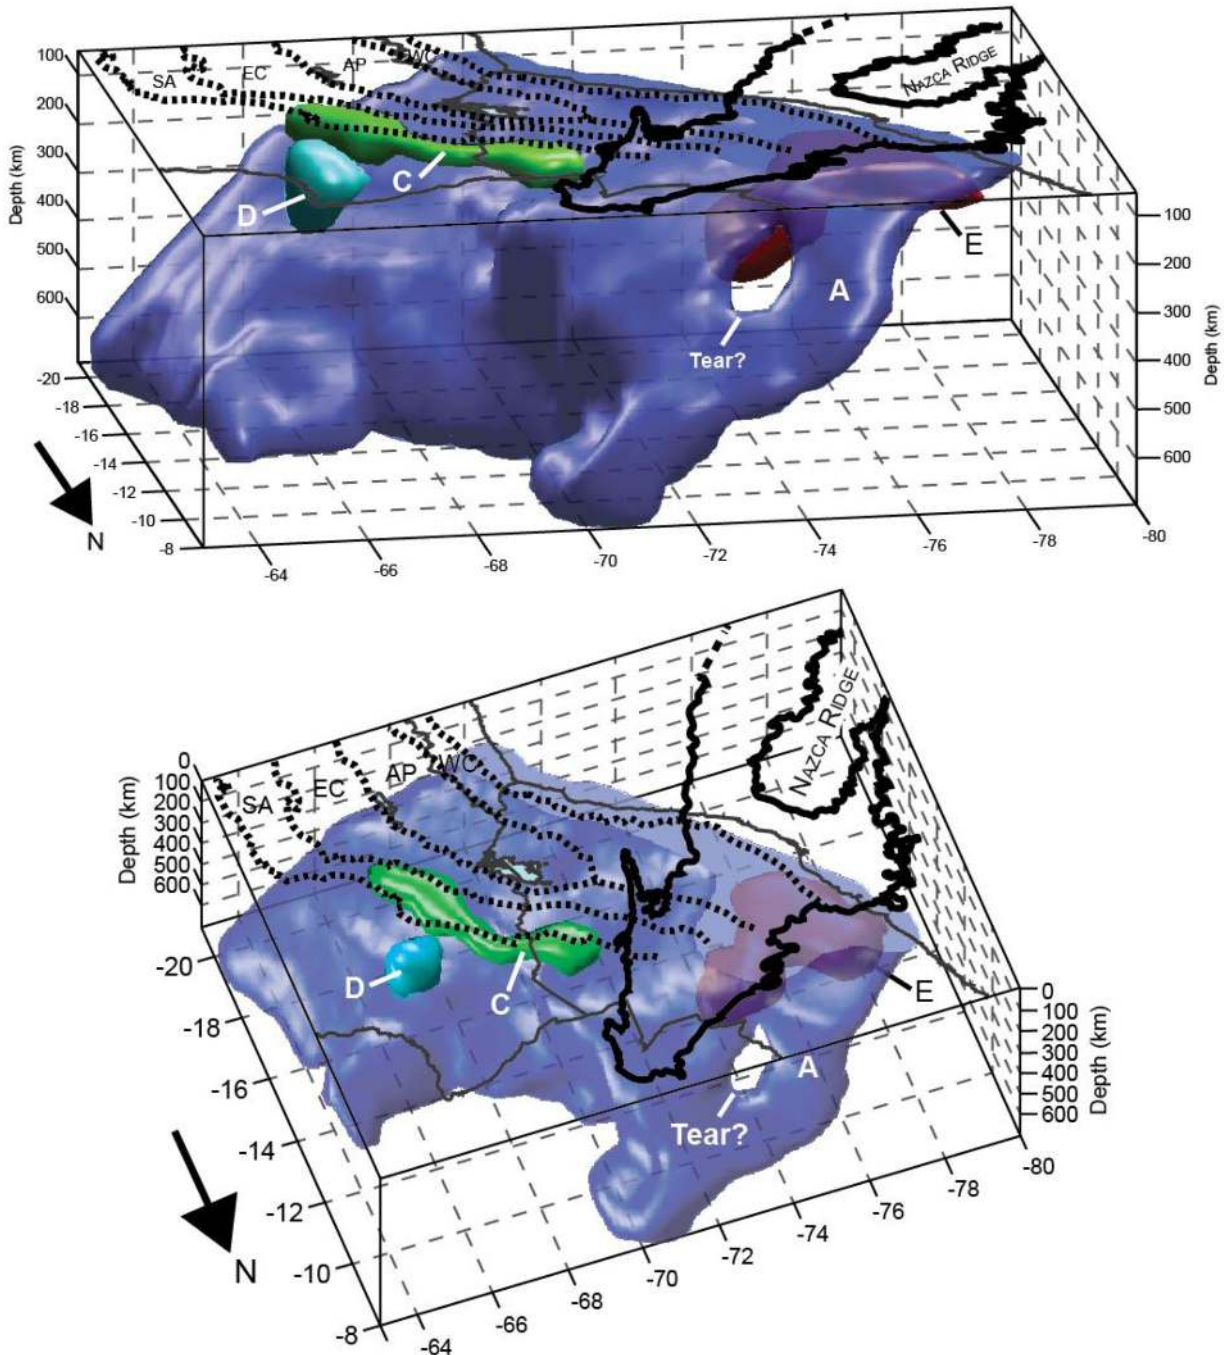 100
200
300
400
500
600
Depth (km)
SA
EC
AP
WC
NAZCA RIDGE
C
D
E
A
Tear?
100
200
300
400
500
600
Depth (km)
-20
-18
-16
-14
-12
-10
-8
N
-64
-66
-68
-70
-72
-74
-76
-78
-80
0
100
200
300
400
500
600
Depth (km)
SA
EC
AP
WC
NAZCA RIDGE
D
C
E
A
Tear?
0
100
200
300
400
500
600
Depth (km)
-20
-18
-16
-14
-12
-10
-8
N
-64
-66
-68
-70
-72
-74
-76
-78
-80